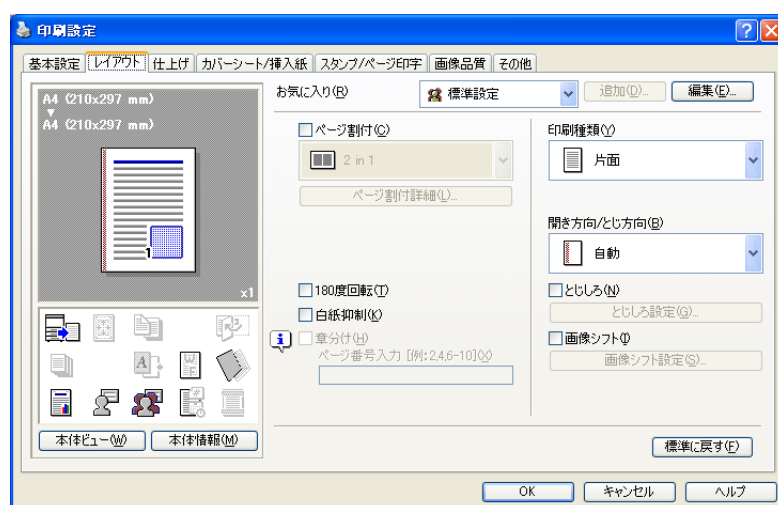 印刷設定
基本設定 レイアウト 仕上げ カバーシート/挿入紙 スタンプ/ページ印字 画像品質 その他
A4 (210x297 mm)
A4 (210x297 mm)
1
x1
本体ビュー(W) 本体情報(M)
お気に入り(R) 標準設定 追加(D)... 編集(E)...
ページ割付(C)
2 in 1
ページ割付詳細(L)...
180度回転(T)
白紙抑制(K)
章分け(H)
ページ番号入力 [例:2,4,6-10](X)
印刷種類(Y)
片面
開き方向/とじ方向(B)
自動
とじしろ(N)
とじしろ設定(G)...
画像シフト(I)
画像シフト設定(S)...
標準に戻す(F)
OK キャンセル ヘルプ